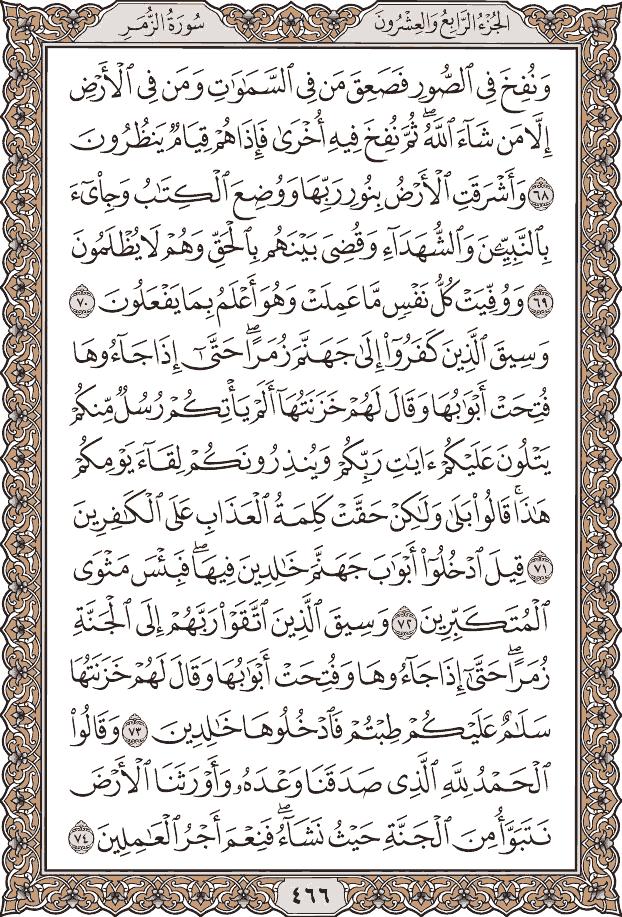 الجُزْءُ الرَّابِعُ وَالعِشْرُونَ
سُورَةُ الزُّمَرِ
وَنُفِخَ فِي ٱلصُّورِ فَصَعِقَ مَن فِي ٱلسَّمَٰوَٰتِ وَمَن فِي ٱلْأَرْضِ
إِلَّا مَن شَآءَ ٱللَّهُۖ ثُمَّ نُفِخَ فِيهِ أُخْرَىٰ فَإِذَا هُمْ قِيَامٌ يَنظُرُونَ
٦٨ وَأَشْرَقَتِ ٱلْأَرْضُ بِنُورِ رَبِّهَا وَوُضِعَ ٱلْكِتَٰبُ وَجِا۟يٓءَ
بِٱلنَّبِيِّـۧنَ وَٱلشُّهَدَآءِ وَقُضِيَ بَيْنَهُم بِٱلْحَقِّ وَهُمْ لَا يُظْلَمُونَ
٦٩ وَوُفِّيَتْ كُلُّ نَفْسٍ مَّا عَمِلَتْ وَهُوَ أَعْلَمُ بِمَا يَفْعَلُونَ ٧٠
وَسِيقَ ٱلَّذِينَ كَفَرُوٓا۟ إِلَىٰ جَهَنَّمَ زُمَرًاۖ حَتَّىٰٓ إِذَا جَآءُوهَا
فُتِحَتْ أَبْوَٰبُهَا وَقَالَ لَهُمْ خَزَنَتُهَآ أَلَمْ يَأْتِكُمْ رُسُلٌ مِّنكُمْ
يَتْلُونَ عَلَيْكُمْ ءَايَٰتِ رَبِّكُمْ وَيُنذِرُونَكُمْ لِقَآءَ يَوْمِكُمْ
هَٰذَاۚ قَالُوا۟ بَلَىٰ وَلَٰكِنْ حَقَّتْ كَلِمَةُ ٱلْعَذَابِ عَلَى ٱلْكَٰفِرِينَ
٧١ قِيلَ ٱدْخُلُوٓا۟ أَبْوَٰبَ جَهَنَّمَ خَٰلِدِينَ فِيهَاۖ فَبِئْسَ مَثْوَى
ٱلْمُتَكَبِّرِينَ ٧٢ وَسِيقَ ٱلَّذِينَ ٱتَّقَوْا۟ رَبَّهُمْ إِلَى ٱلْجَنَّةِ
زُمَرًاۖ حَتَّىٰٓ إِذَا جَآءُوهَا وَفُتِحَتْ أَبْوَٰبُهَا وَقَالَ لَهُمْ خَزَنَتُهَا
سَلَٰمٌ عَلَيْكُمْ طِبْتُمْ فَٱدْخُلُوهَا خَٰلِدِينَ ٧٣ وَقَالُوا۟
ٱلْحَمْدُ لِلَّهِ ٱلَّذِي صَدَقَنَا وَعْدَهُۥ وَأَوْرَثَنَا ٱلْأَرْضَ
نَتَبَوَّأُ مِنَ ٱلْجَنَّةِ حَيْثُ نَشَآءُۖ فَنِعْمَ أَجْرُ ٱلْعَٰمِلِينَ ٧٤
٤٦٦